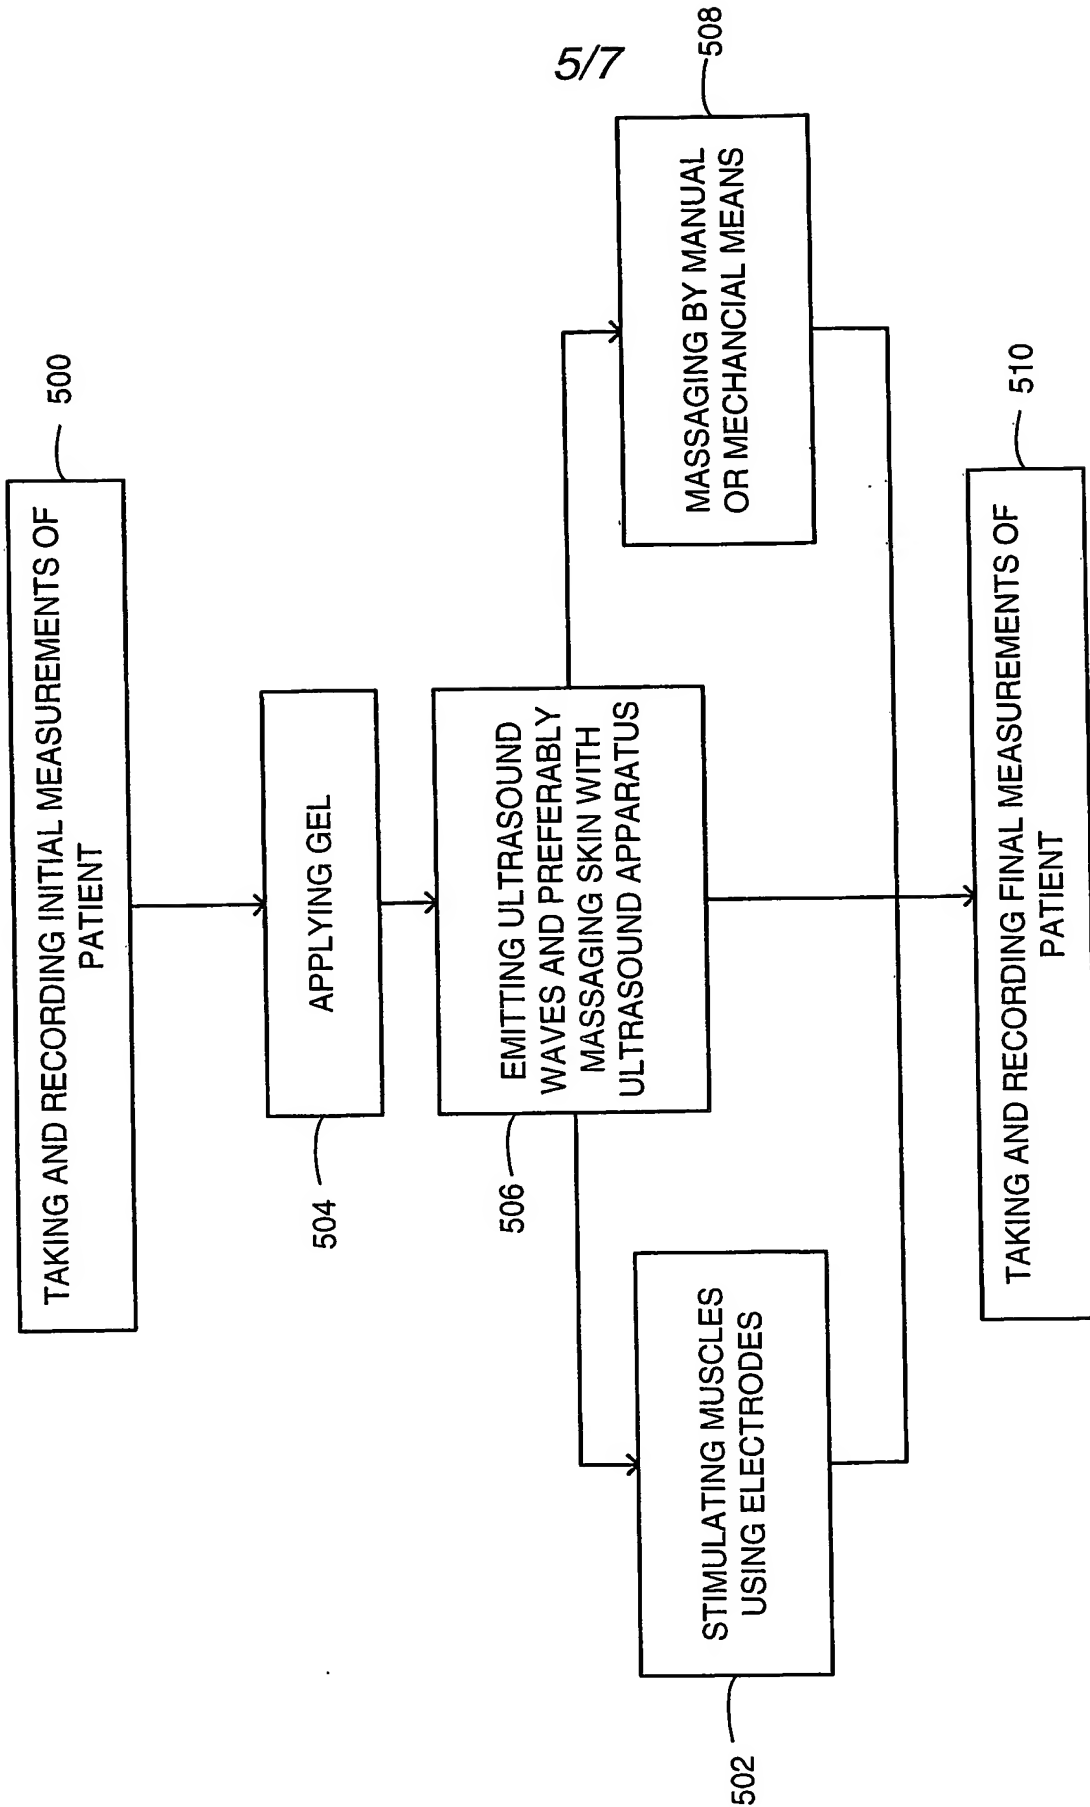 5/7
500
TAKING AND RECORDING INITIAL MEASUREMENTS OF
PATIENT
504
APPLYING GEL
506
EMITTING ULTRASOUND
WAVES AND PREFERABLY
MASSAGING SKIN WITH
ULTRASOUND APPARATUS
502
STIMULATING MUSCLES
USING ELECTRODES
508
MASSAGING BY MANUAL
OR MECHANCIAL MEANS
510
TAKING AND RECORDING FINAL MEASUREMENTS OF
PATIENT